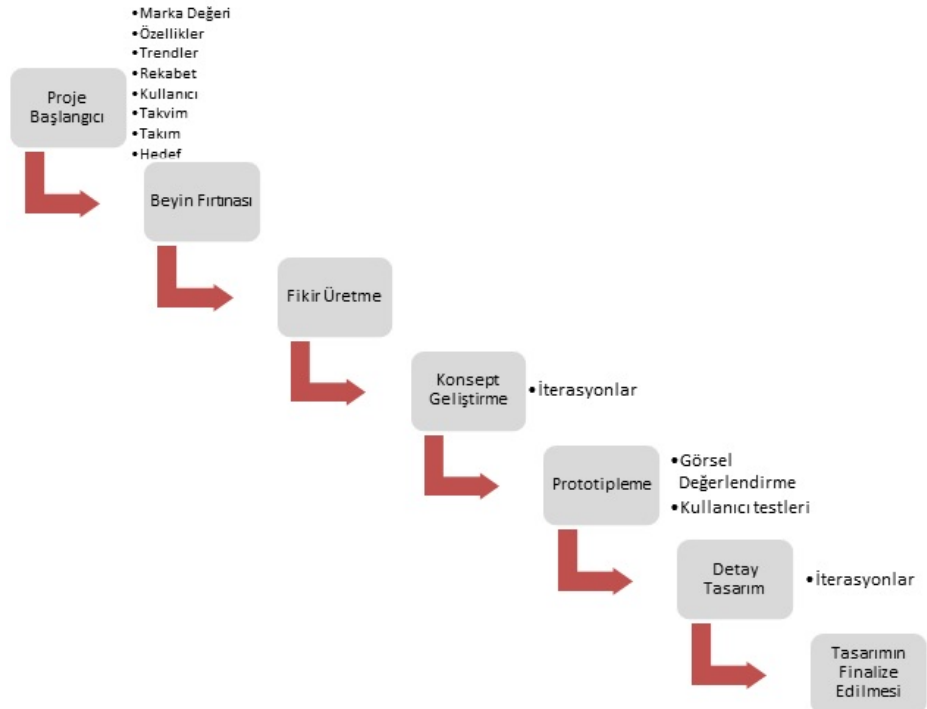 •Marka Değeri
•Özellikler
•Trendler
•Rekabet
•Kullanıcı
•Takvim
•Takım
•Hedef
Proje
Başlangıcı
Beyin Fırtınası
Fikir Üretme
Konsept
Geliştirme
•İterasyonlar
Prototipleme
•Görsel
Değerlendirme
•Kullanıcı testleri
Detay
Tasarım
•İterasyonlar
Tasarımın
Finalize
Edilmesi